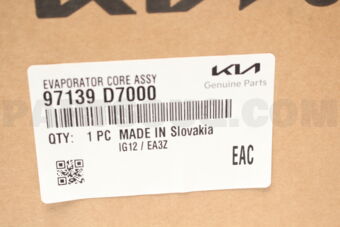 EVAPORATOR CORE ASSY
97139 D7000
KIA
Genuine Parts
QTY: 1 PC MADE IN Slovakia
IG12 / EA3Z
EAC